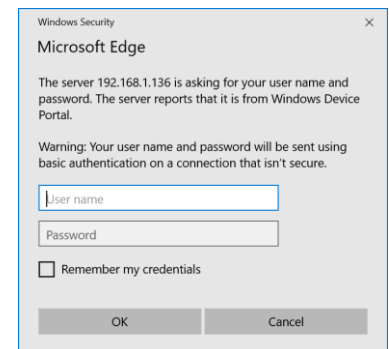 Windows Security
Microsoft Edge
The server 192.168.1.136 is asking for your user name and
password. The server reports that it is from Windows Device
Portal.
Warning: Your user name and password will be sent using
basic authentication on a connection that isn't secure.
User name
Password
Remember my credentials
OK
Cancel